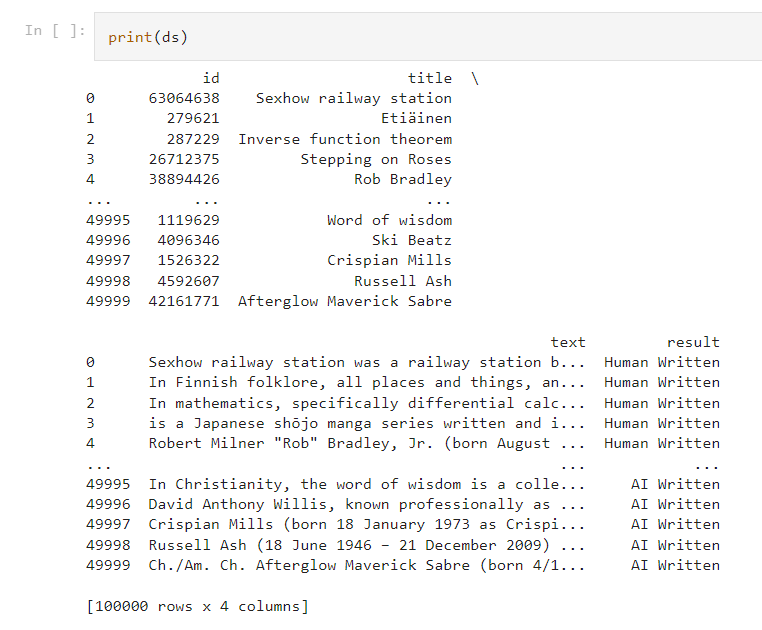 In [ ]: print(ds)
id title \
0 63064638 Sexhow railway station
1 279621 Etiäinen
2 287229 Inverse function theorem
3 26712375 Stepping on Roses
4 38894426 Rob Bradley
... ... ...
49995 1119629 Word of wisdom
49996 4096346 Ski Beatz
49997 1526322 Crispian Mills
49998 4592607 Russell Ash
49999 42161771 Afterglow Maverick Sabre
text result
0 Sexhow railway station was a railway station b... Human Written
1 In Finnish folklore, all places and things, an... Human Written
2 In mathematics, specifically differential calc... Human Written
3 is a Japanese shōjo manga series written and i... Human Written
4 Robert Milner "Rob" Bradley, Jr. (born August ... Human Written
... ... ...
49995 In Christianity, the word of wisdom is a colle... AI Written
49996 David Anthony Willis, known professionally as ... AI Written
49997 Crispian Mills (born 18 January 1973 as Crispi... AI Written
49998 Russell Ash (18 June 1946 – 21 December 2009) ... AI Written
49999 Ch./Am. Ch. Afterglow Maverick Sabre (born 4/1... AI Written
[100000 rows x 4 columns]